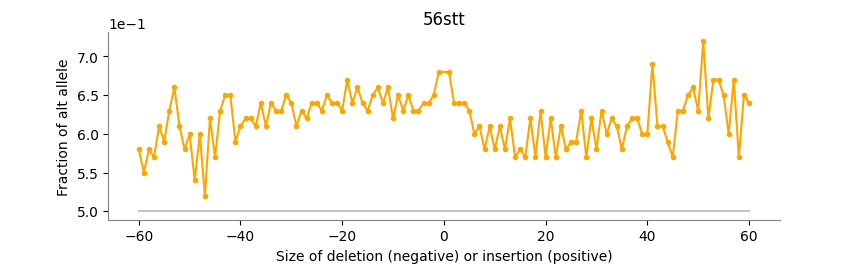 56stt
1e−1
7.0
6.5
6.0
5.5
5.0
Fraction of alt allele
−60 −40 −20 0 20 40 60
Size of deletion (negative) or insertion (positive)